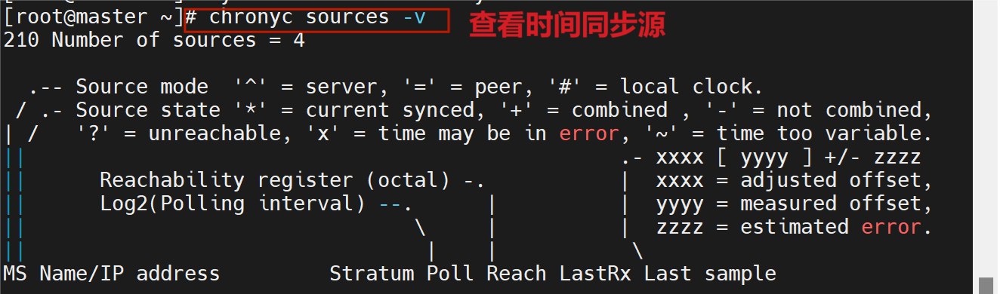 [root@master ~]# chronyc sources -v 查看时间同步源
210 Number of sources = 4
  .-- Source mode  '^' = server, '=' = peer, '#' = local clock.
 / .- Source state '*' = current synced, '+' = combined , '-' = not combined,
| /   '?' = unreachable, 'x' = time may be in error, '~' = time too variable.
||                                                 .- xxxx [ yyyy ] +/- zzzz
||      Reachability register (octal) -.           |  xxxx = adjusted offset,
||      Log2(Polling interval) --.      |          |  yyyy = measured offset,
||                                \     |          |  zzzz = estimated error.
||                                 |    |           \
MS Name/IP address         Stratum Poll Reach LastRx Last sample